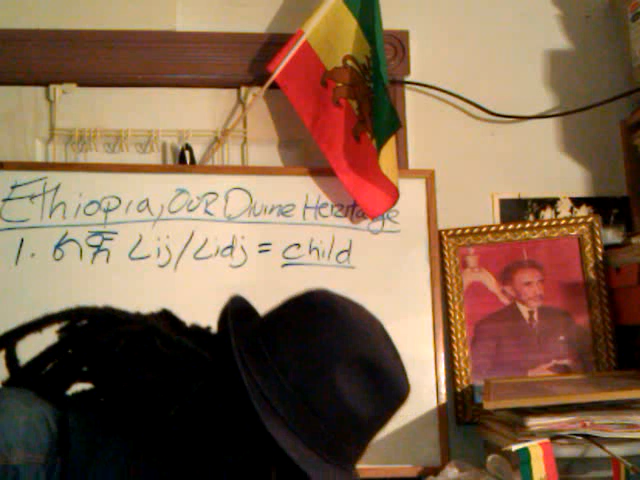 Ethiopia, OUR Divine Heritage
1. ልጅ Lij/Lidj = child